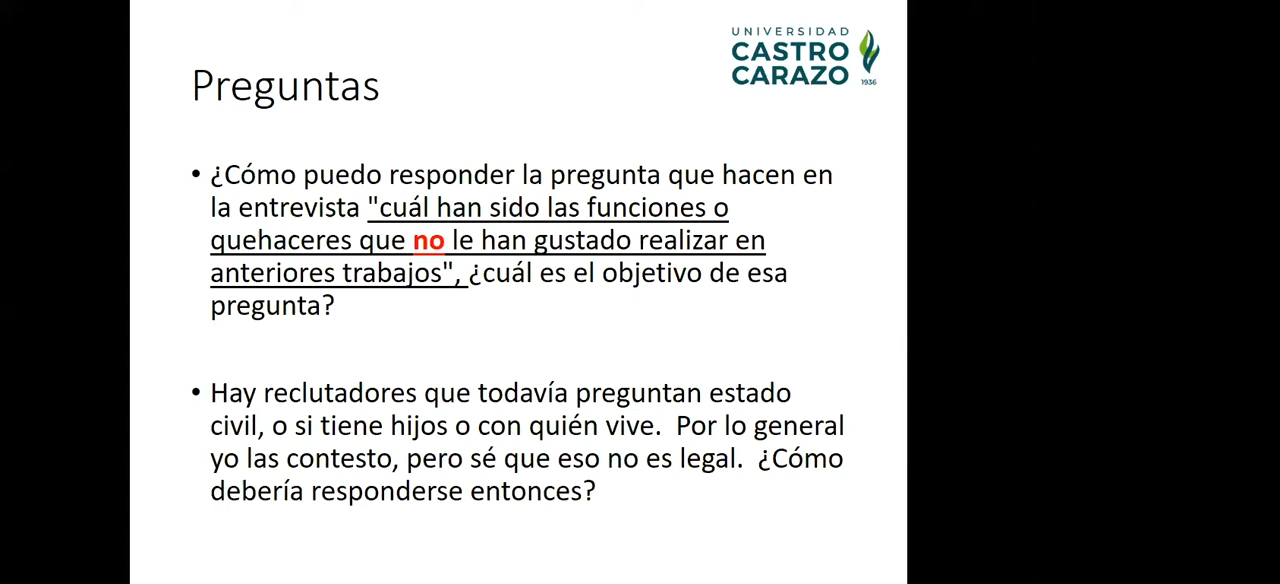 UNIVERSIDAD
CASTRO
CARAZO
1936
Preguntas
• ¿Cómo puedo responder la pregunta que hacen en
la entrevista "cuál han sido las funciones o
quehaceres que no le han gustado realizar en
anteriores trabajos", ¿cuál es el objetivo de esa
pregunta?
• Hay reclutadores que todavía preguntan estado
civil, o si tiene hijos o con quién vive.  Por lo general
yo las contesto, pero sé que eso no es legal.  ¿Cómo
debería responderse entonces?